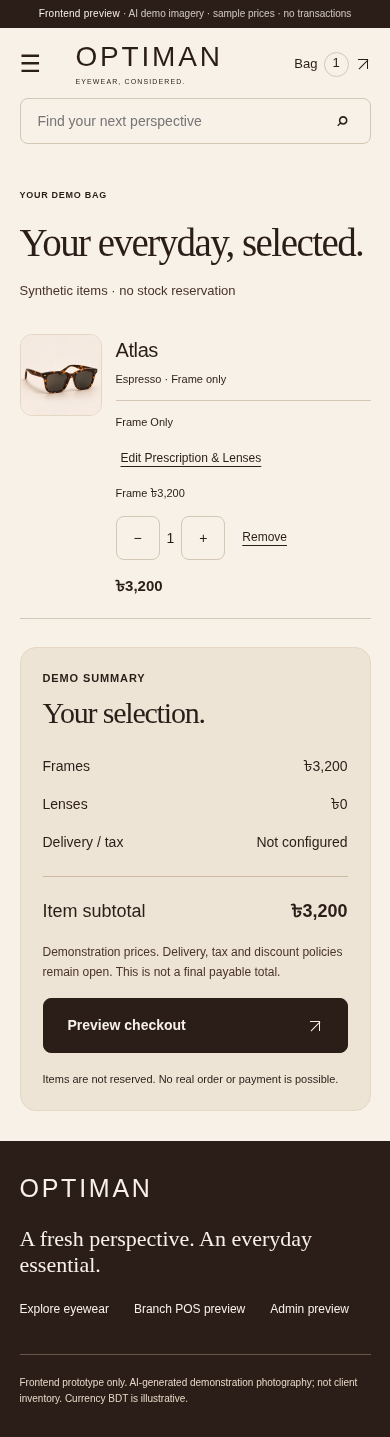 Frontend preview · AI demo imagery · sample prices · no transactions
OPTIMAN
EYEWEAR, CONSIDERED.
Bag 1
Find your next perspective
YOUR DEMO BAG
Your everyday, selected.
Synthetic items · no stock reservation
Atlas
Espresso · Frame only
Frame Only
Edit Prescription & Lenses
Frame ৳3,200
− 1 + Remove
৳3,200
DEMO SUMMARY
Your selection.
Frames ৳3,200
Lenses ৳0
Delivery / tax Not configured
Item subtotal ৳3,200
Demonstration prices. Delivery, tax and discount policies
remain open. This is not a final payable total.
Preview checkout
Items are not reserved. No real order or payment is possible.
OPTIMAN
A fresh perspective. An everyday
essential.
Explore eyewear Branch POS preview Admin preview
Frontend prototype only. AI-generated demonstration photography; not client
inventory. Currency BDT is illustrative.